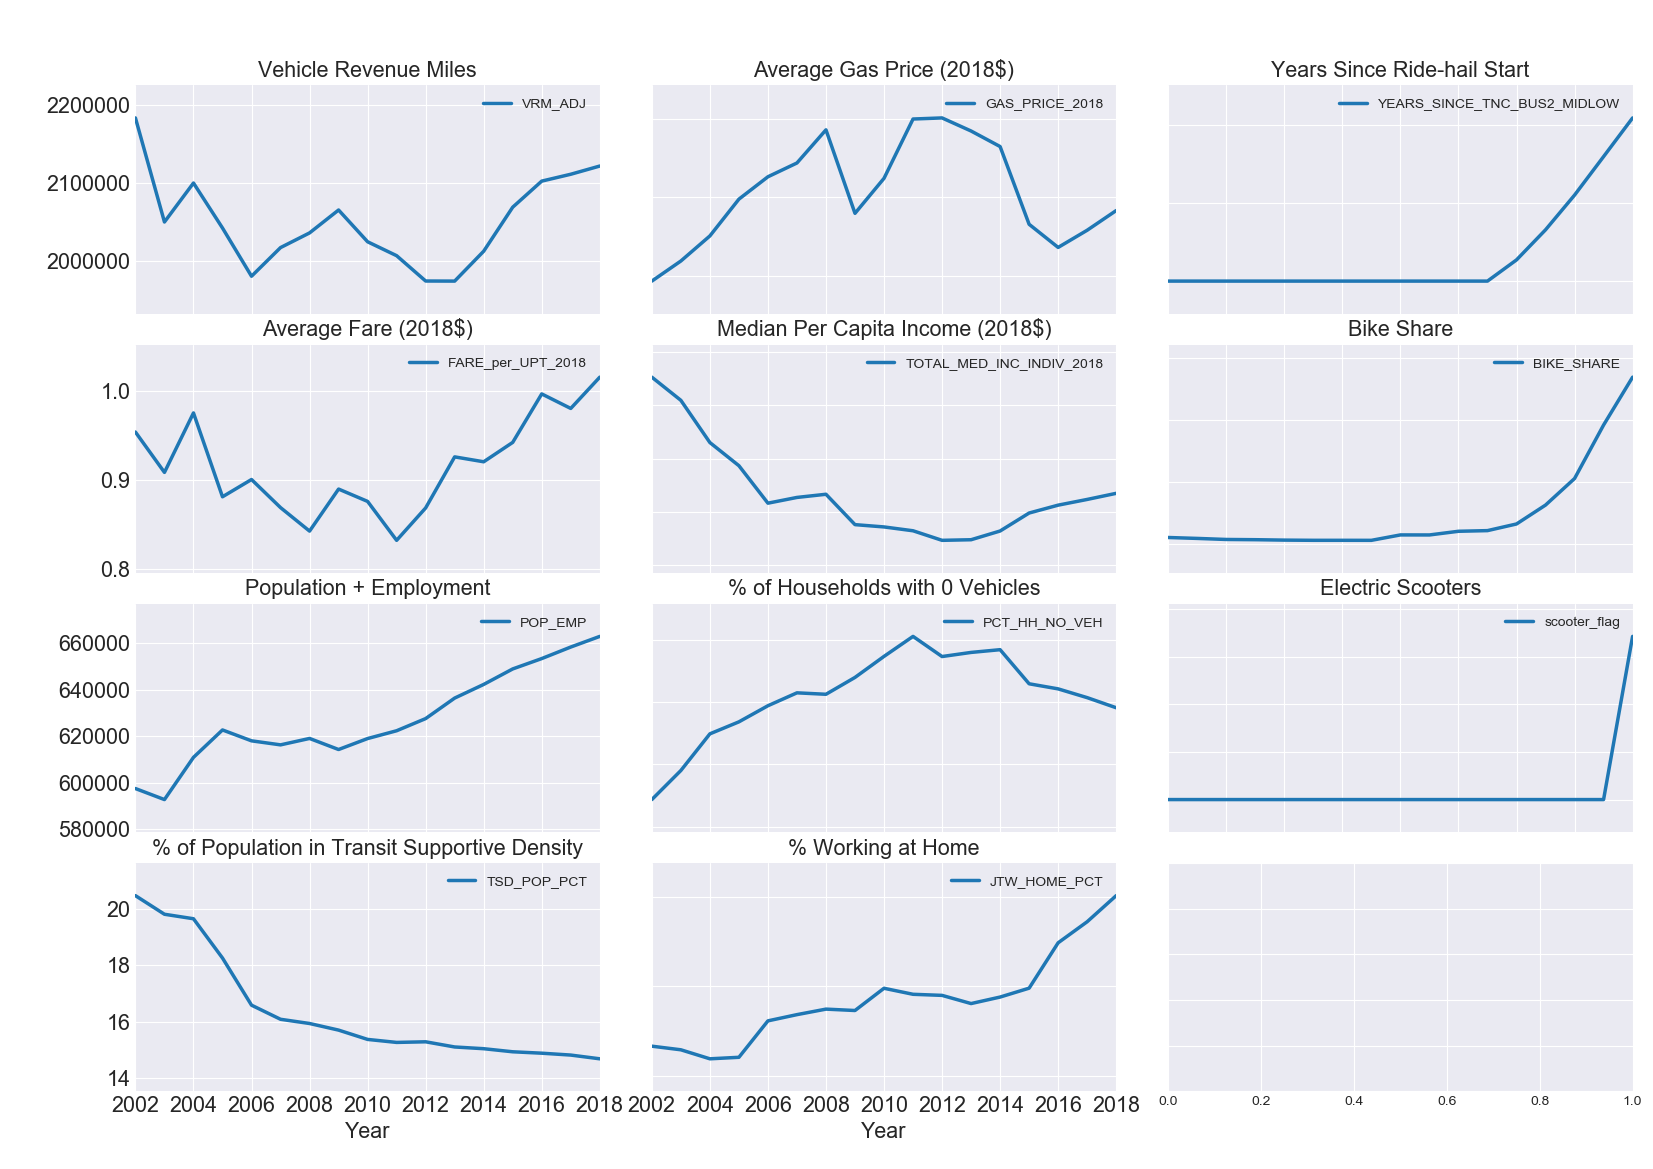 Vehicle Revenue Miles
VRM_ADJ
2200000
2100000
2000000
Average Gas Price (2018$)
GAS_PRICE_2018
Years Since Ride-hail Start
YEARS_SINCE_TNC_BUS2_MIDLOW
Average Fare (2018$)
FARE_per_UPT_2018
1.0
0.9
0.8
Median Per Capita Income (2018$)
TOTAL_MED_INC_INDIV_2018
Bike Share
BIKE_SHARE
Population + Employment
POP_EMP
660000
640000
620000
600000
580000
% of Households with 0 Vehicles
PCT_HH_NO_VEH
Electric Scooters
scooter_flag
% of Population in Transit Supportive Density
TSD_POP_PCT
20
18
16
14
2002 2004 2006 2008 2010 2012 2014 2016 2018
Year
% Working at Home
JTW_HOME_PCT
2002 2004 2006 2008 2010 2012 2014 2016 2018
Year
0.0 0.2 0.4 0.6 0.8 1.0